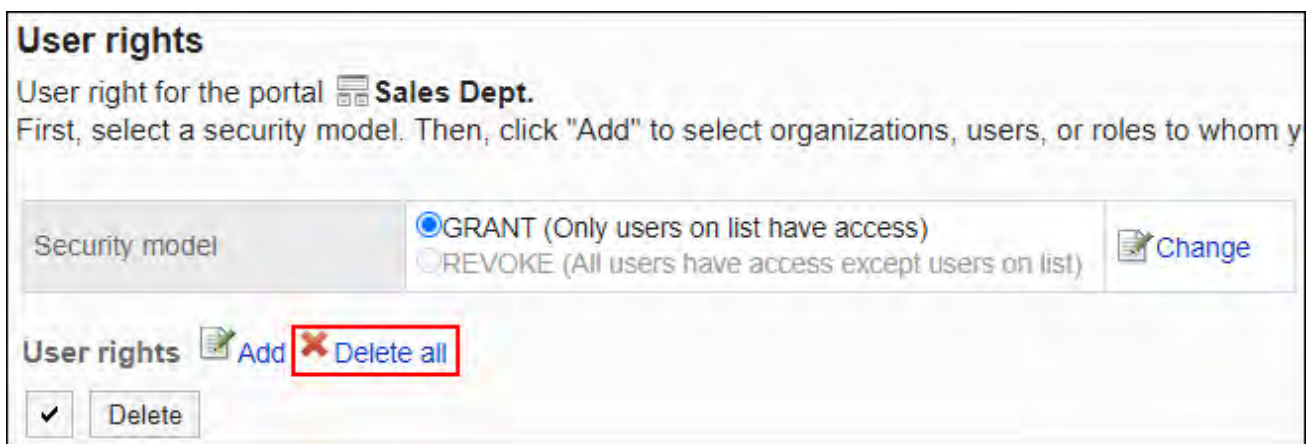 User rights
User right for the portal Sales Dept.
First, select a security model. Then, click "Add" to select organizations, users, or roles to whom y
Security model
GRANT (Only users on list have access)
REVOKE (All users have access except users on list)
Change
User rights Add Delete all
Delete